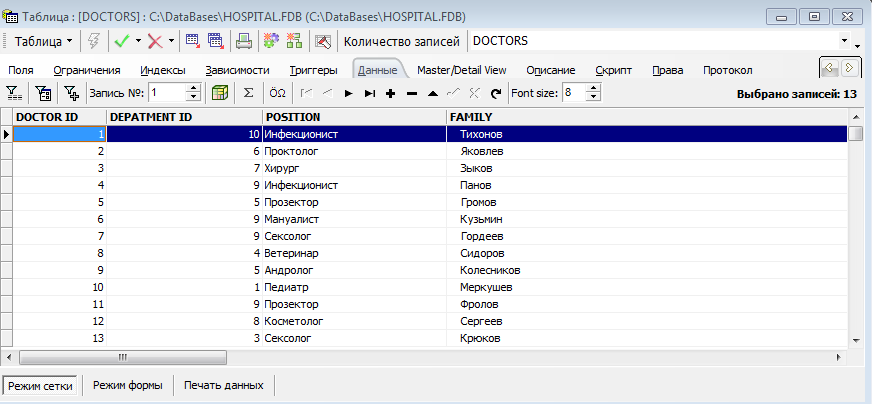 Таблица : [DOCTORS] : C:\DataBases\HOSPITAL.FDB (C:\DataBases\HOSPITAL.FDB)
Таблица Количество записей DOCTORS
Поля Ограничения Индексы Зависимости Триггеры Данные Master/Detail View Описание Скрипт Права Протокол
Запись №: 1 Σ ÖΩ Font size: 8 Выбрано записей: 13
DOCTOR ID DEPATMENT ID POSITION FAMILY
1 10 Инфекционист Тихонов
2 6 Проктолог Яковлев
3 7 Хирург Зыков
4 9 Инфекционист Панов
5 5 Прозектор Громов
6 9 Мануалист Кузьмин
7 9 Сексолог Гордеев
8 4 Ветеринар Сидоров
9 5 Андролог Колесников
10 1 Педиатр Меркушев
11 9 Прозектор Фролов
12 8 Косметолог Сергеев
13 3 Сексолог Крюков
Режим сетки Режим формы Печать данных